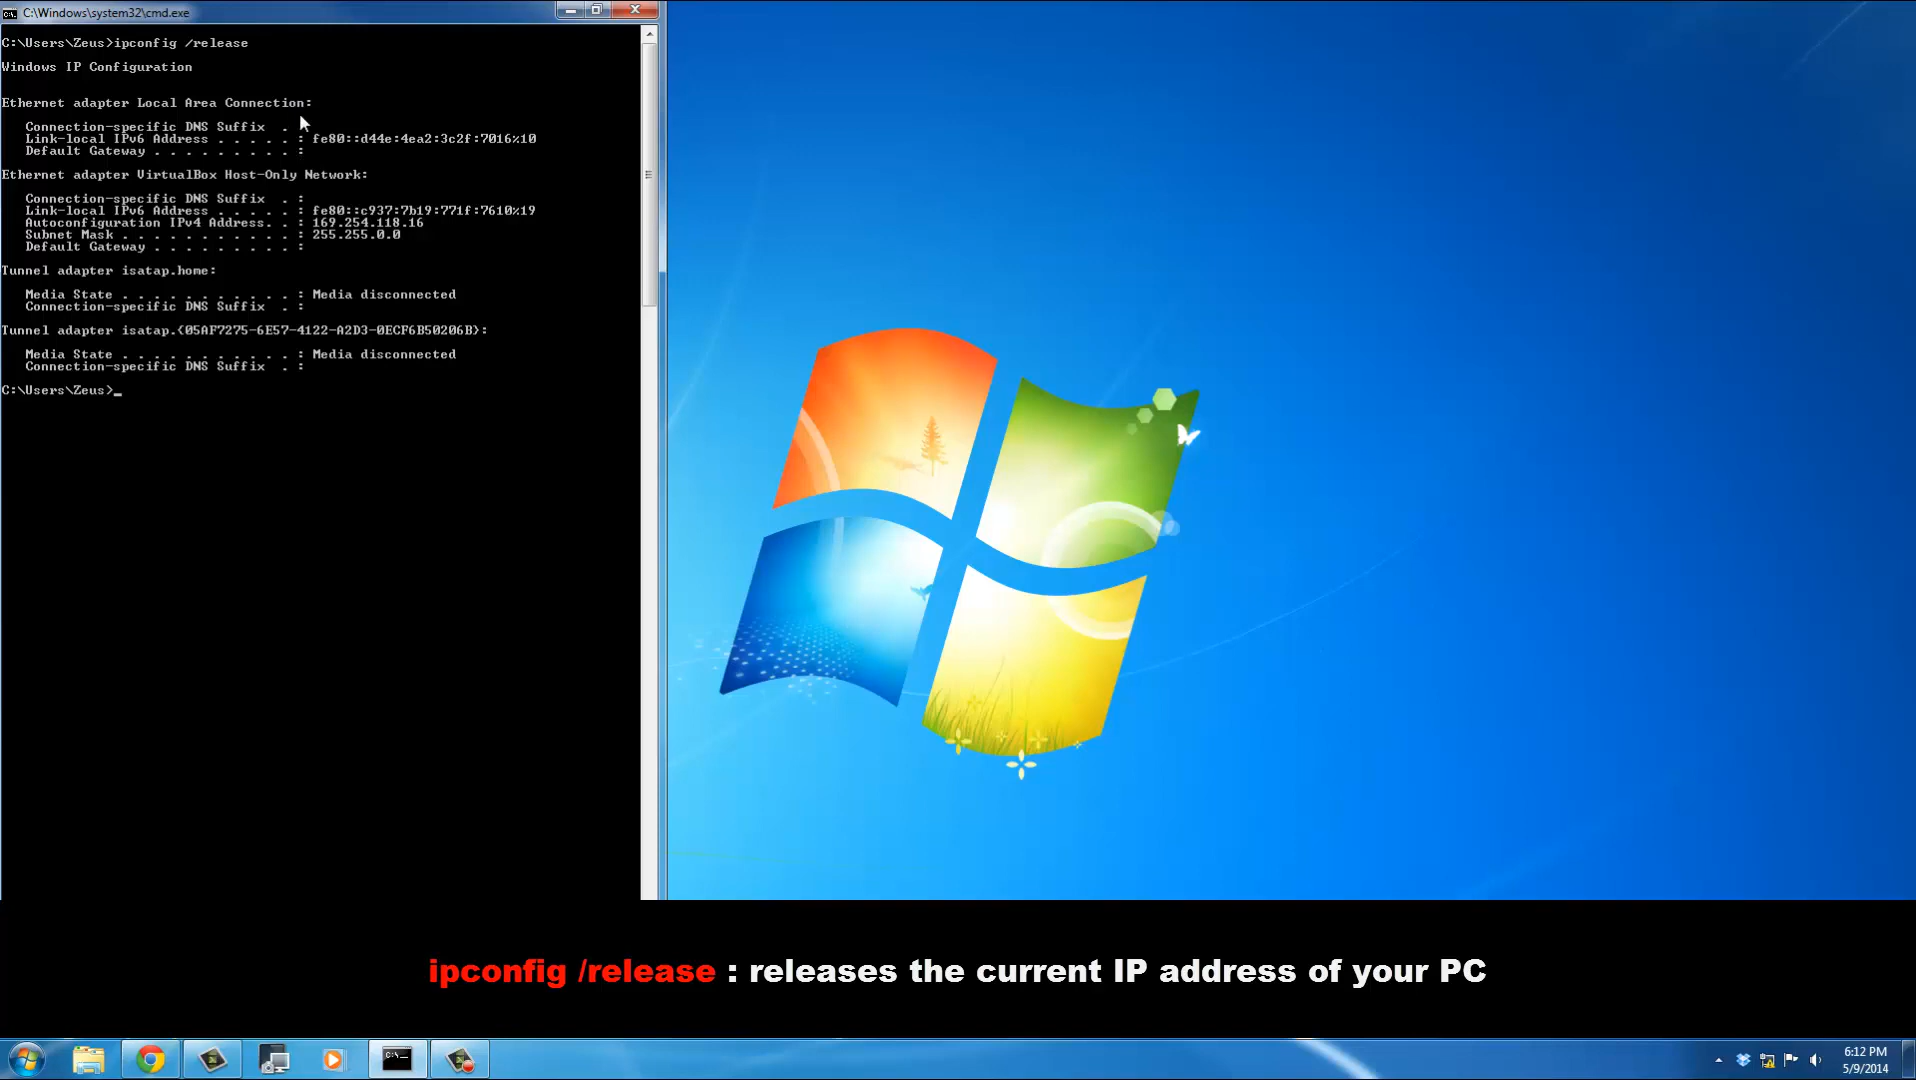 C:\Windows\system32\cmd.exe
C:\Users\Zeus>ipconfig /release
Windows IP Configuration
Ethernet adapter Local Area Connection:
Connection-specific DNS Suffix  . :
Link-local IPv6 Address . . . . . : fe80::d44e:4ea2:3c2f:7016%10
Default Gateway . . . . . . . . . :
Ethernet adapter VirtualBox Host-Only Network:
Connection-specific DNS Suffix  . :
Link-local IPv6 Address . . . . . : fe80::c937:7b19:771f:7610%19
Autoconfiguration IPv4 Address. . : 169.254.118.16
Subnet Mask . . . . . . . . . . . : 255.255.0.0
Default Gateway . . . . . . . . . :
Tunnel adapter isatap.home:
Media State . . . . . . . . . . . : Media disconnected
Connection-specific DNS Suffix  . :
Tunnel adapter isatap.{05AF7275-6E57-4122-A2D3-0ECF6B50206B}:
Media State . . . . . . . . . . . : Media disconnected
Connection-specific DNS Suffix  . :
C:\Users\Zeus>_
ipconfig /release : releases the current IP address of your PC
6:12 PM
5/9/2014